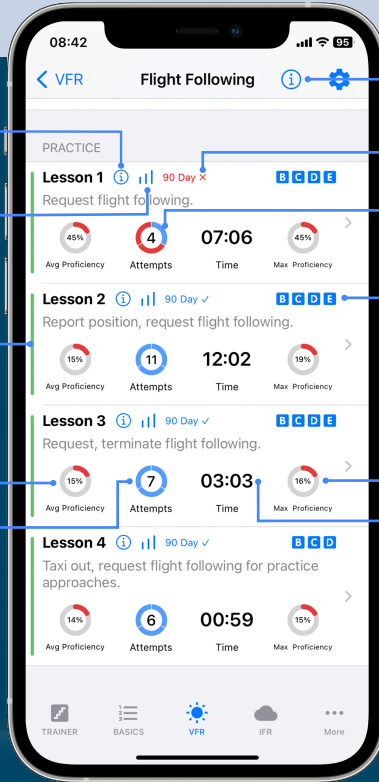 08:42 95
VFR Flight Following
PRACTICE
Lesson 1 90 Day × B C D E
Request flight following.
45% 4 07:06 45%
Avg Proficiency Attempts Time Max Proficiency
Lesson 2 90 Day ✓ B C D E
Report position, request flight following.
15% 11 12:02 19%
Avg Proficiency Attempts Time Max Proficiency
Lesson 3 90 Day ✓ B C D E
Request, terminate flight following.
15% 7 03:03 16%
Avg Proficiency Attempts Time Max Proficiency
Lesson 4 90 Day ✓ B C D
Taxi out, request flight following for practice
approaches.
14% 6 00:59 15%
Avg Proficiency Attempts Time Max Proficiency
TRAINER BASICS VFR IFR More